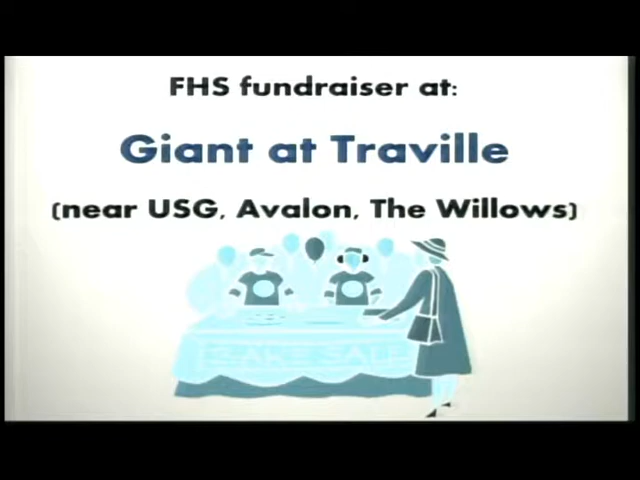 FHS fundraiser at:
Giant at Traville
(near USG, Avalon, The Willows)
BAKE SALE